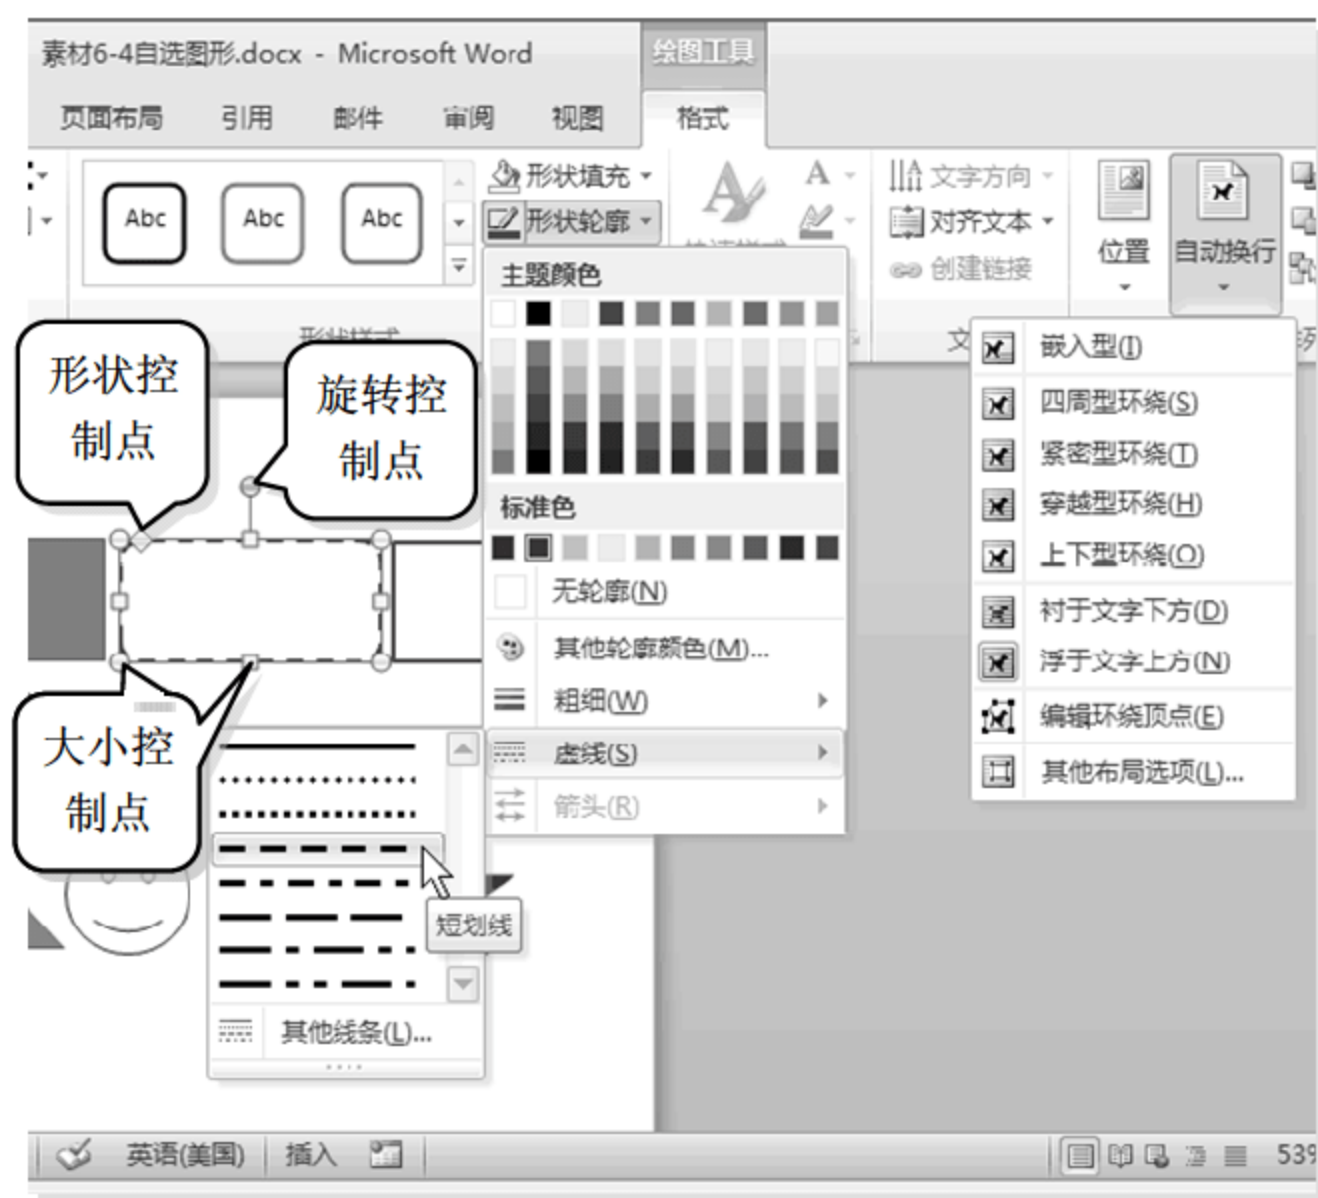 素材6-4自选图形.docx - Microsoft Word
绘图工具
页面布局 引用 邮件 审阅 视图 格式
Abc Abc Abc
形状填充
形状轮廓
A
文字方向
对齐文本
创建链接
位置
自动换行
形状样式
主题颜色
标准色
无轮廓(N)
其他轮廓颜色(M)...
粗细(W)
虚线(S)
箭头(R)
嵌入型(I)
四周型环绕(S)
紧密型环绕(T)
穿越型环绕(H)
上下型环绕(O)
衬于文字下方(D)
浮于文字上方(N)
编辑环绕顶点(E)
其他布局选项(L)...
形状控
制点
旋转控
制点
大小控
制点
短划线
其他线条(L)...
英语(美国) 插入
53%